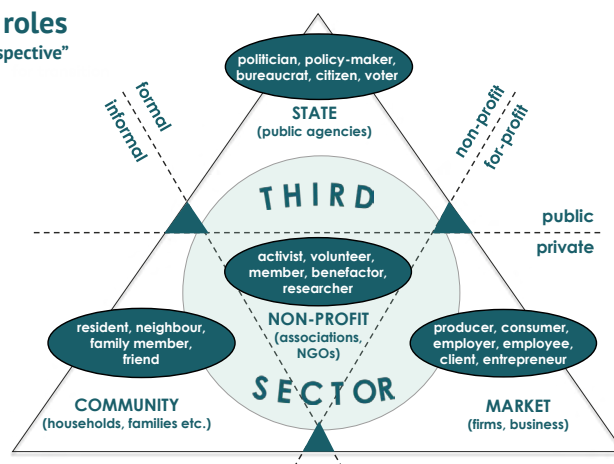 roles
spective”
politician, policy-maker,
bureaucrat, citizen, voter
STATE
(public agencies)
formal
informal
non-profit
for-profit
THIRD
public
private
activist, volunteer,
member, benefactor,
researcher
NON-PROFIT
(associations,
NGOs)
resident, neighbour,
family member,
friend
COMMUNITY
(households, families etc.)
producer, consumer,
employer, employee,
client, entrepreneur
MARKET
(firms, business)
SECTOR